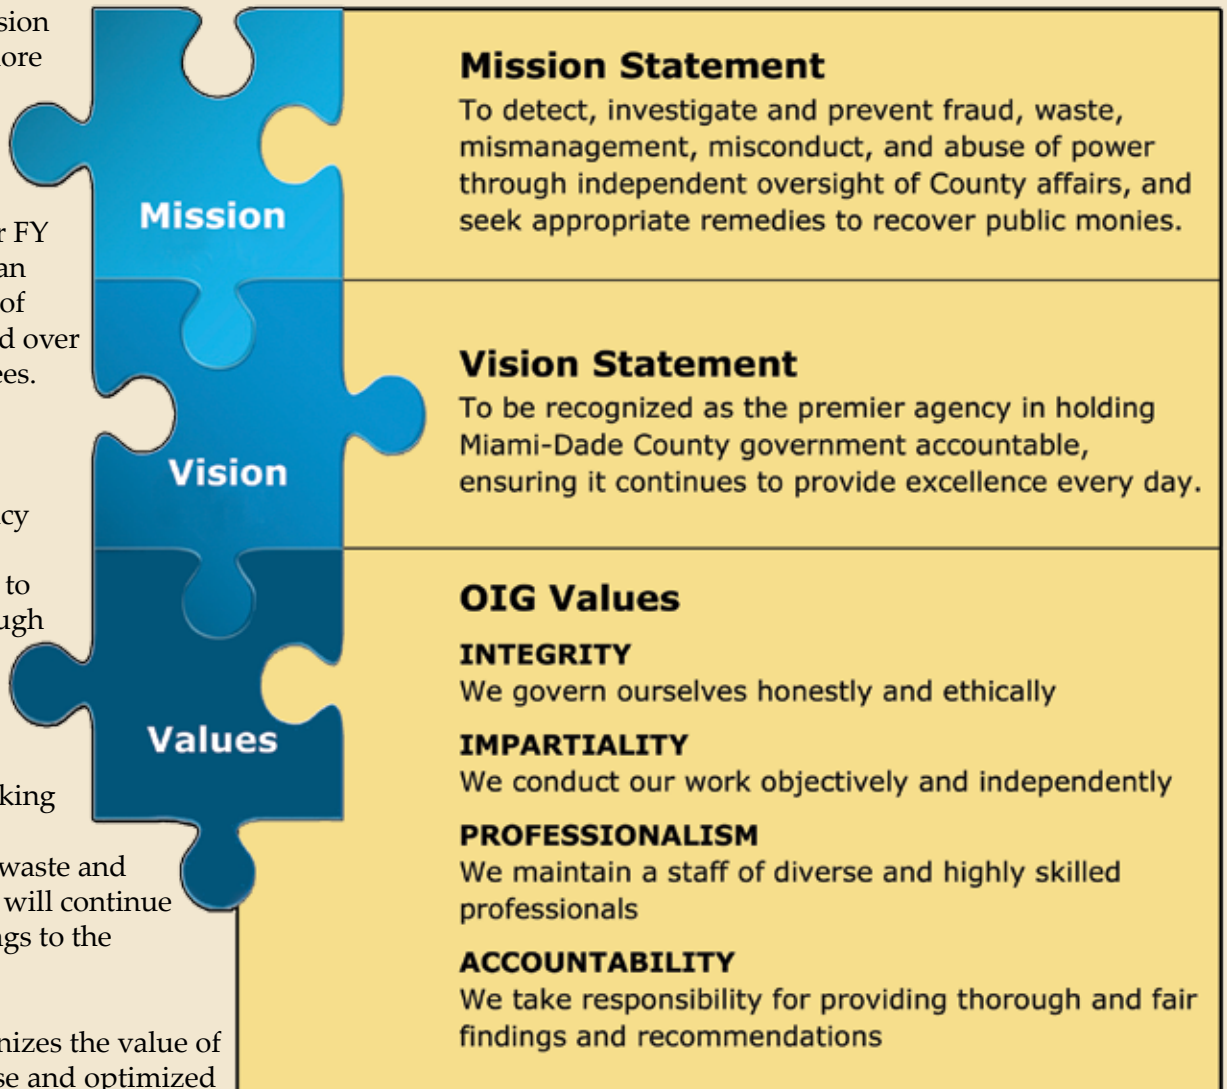 sion
ore
r FY
an
of
d over
ees.
cy
to
ugh
king
waste and
will continue
gs to the
nizes the value of
se and optimized
Mission
Mission Statement
To detect, investigate and prevent fraud, waste,
mismanagement, misconduct, and abuse of power
through independent oversight of County affairs, and
seek appropriate remedies to recover public monies.
Vision
Vision Statement
To be recognized as the premier agency in holding
Miami-Dade County government accountable,
ensuring it continues to provide excellence every day.
Values
OIG Values
INTEGRITY
We govern ourselves honestly and ethically
IMPARTIALITY
We conduct our work objectively and independently
PROFESSIONALISM
We maintain a staff of diverse and highly skilled
professionals
ACCOUNTABILITY
We take responsibility for providing thorough and fair
findings and recommendations